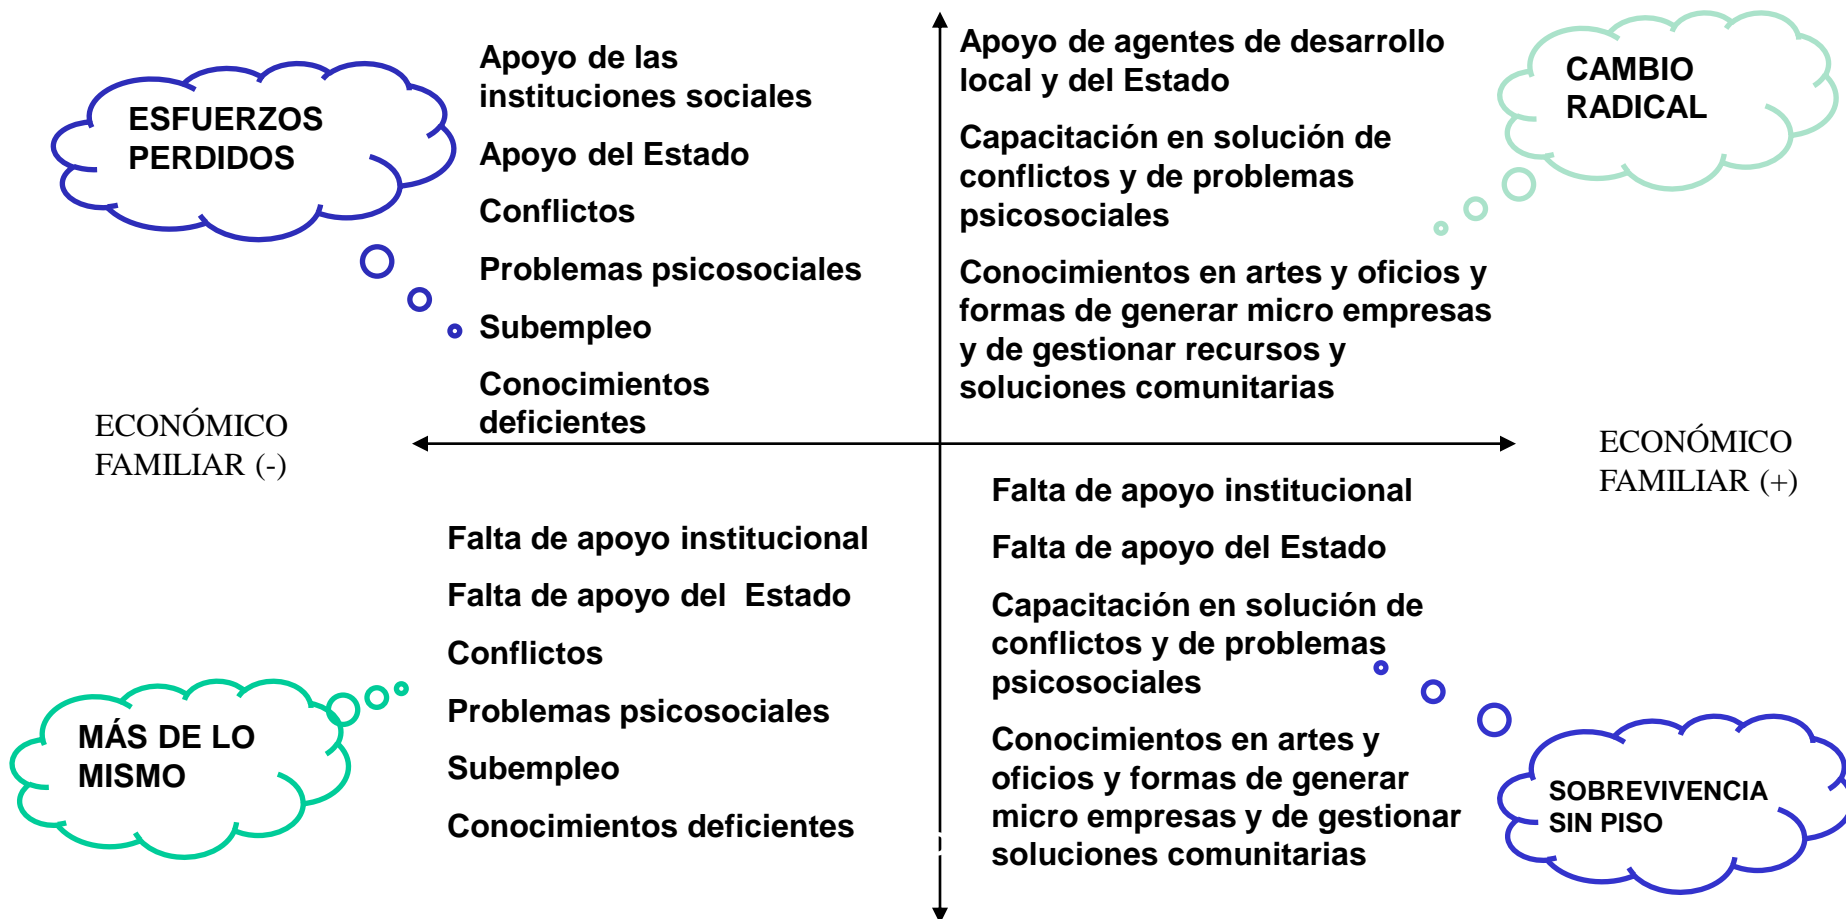 ESFUERZOS
PERDIDOS
Apoyo de las
instituciones sociales
Apoyo del Estado
Conflictos
Problemas psicosociales
Subempleo
Conocimientos
deficientes
Apoyo de agentes de desarrollo
local y del Estado
Capacitación en solución de
conflictos y de problemas
psicosociales
Conocimientos en artes y oficios y
formas de generar micro empresas
y de gestionar recursos y
soluciones comunitarias
CAMBIO
RADICAL
ECONÓMICO
FAMILIAR (-)
ECONÓMICO
FAMILIAR (+)
Falta de apoyo institucional
Falta de apoyo del  Estado
Conflictos
Problemas psicosociales
Subempleo
Conocimientos deficientes
MÁS DE LO
MISMO
Falta de apoyo institucional
Falta de apoyo del Estado
Capacitación en solución de
conflictos y de problemas
psicosociales
Conocimientos en artes y
oficios y formas de generar
micro empresas y de gestionar
soluciones comunitarias
SOBREVIVENCIA
SIN PISO